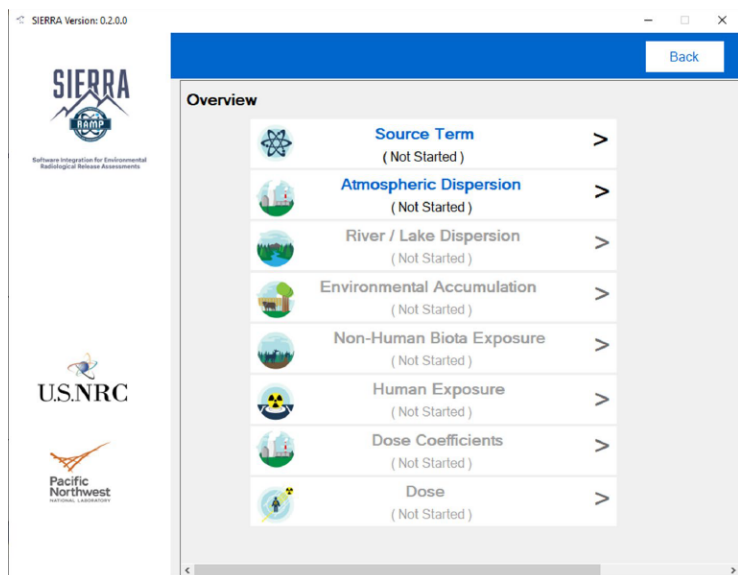 SIERRA Version: 0.2.0.0
Back
SIERRA
RAMP
Software Integration for Environmental
Radiological Release Assessments
Overview
Source Term
( Not Started )
>
Atmospheric Dispersion
( Not Started )
>
River / Lake Dispersion
( Not Started )
>
Environmental Accumulation
( Not Started )
>
Non-Human Biota Exposure
( Not Started )
>
Human Exposure
( Not Started )
>
Dose Coefficients
( Not Started )
>
Dose
( Not Started )
>
U.S.NRC
Pacific
Northwest
NATIONAL LABORATORY